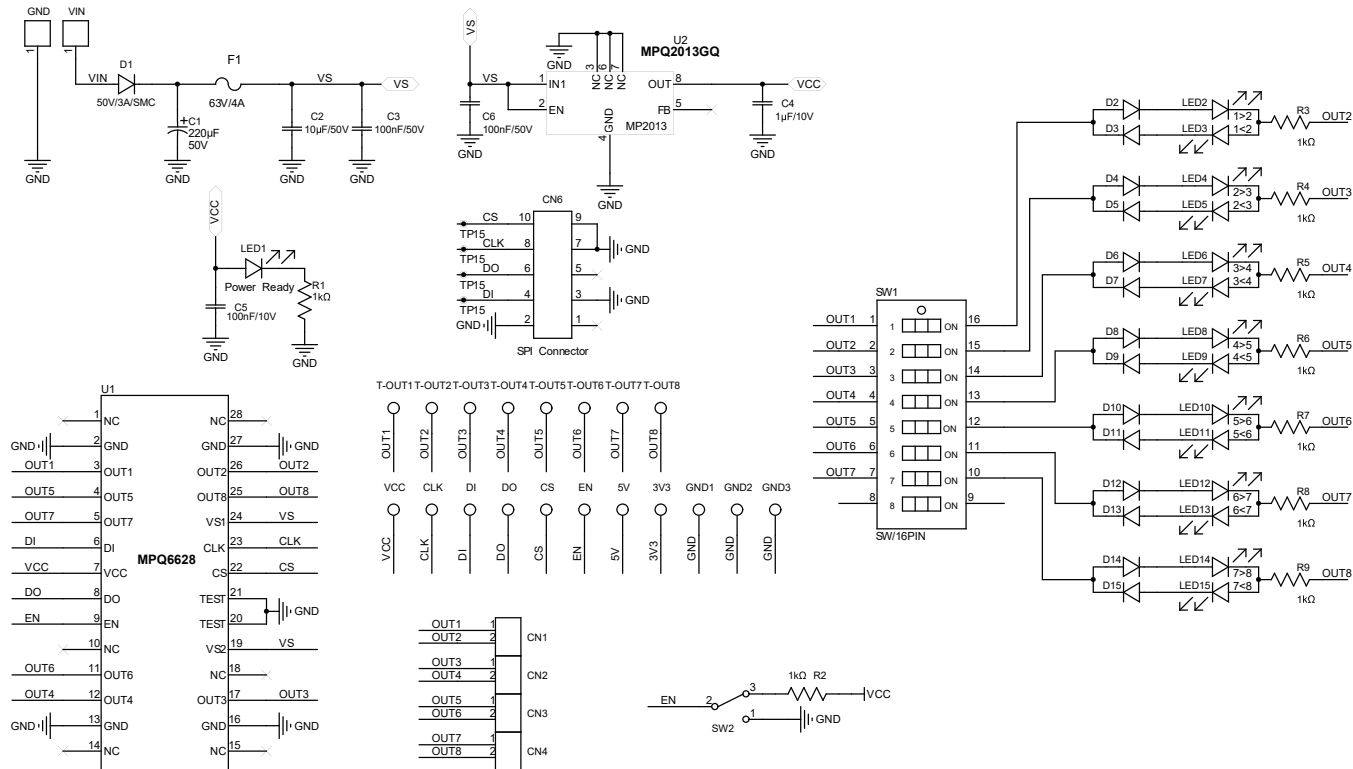 GND
VIN
1
1
VIN
D1
50V/3A/SMC
F1
63V/4A
VS
VS
+
C1
220µF
50V
C2
10µF/50V
C3
100nF/50V
GND
GND
GND
GND
VS
VS
C6
100nF/50V
GND
GND
U2
MPQ2013GQ
3
6
7
NC
NC
NC
1
IN1
2
EN
OUT
8
FB
5
GND
4
MP2013
VCC
C4
1µF/10V
GND
GND
VCC
LED1
Power Ready
R1
1kΩ
C5
100nF/10V
GND
GND
CN6
CS
10
9
TP15
CLK
8
7
GND
TP15
DO
6
5
TP15
DI
4
3
GND
TP15
GND
2
1
SPI Connector
U1
MPQ6628
1
NC
NC
28
GND
2
GND
GND
27
GND
OUT1
3
OUT1
OUT2
26
OUT2
OUT5
4
OUT5
OUT8
25
OUT8
OUT7
5
OUT7
VS1
24
VS
DI
6
DI
CLK
23
CLK
VCC
7
VCC
CS
22
CS
DO
8
DO
TEST
21
GND
EN
9
EN
TEST
20
10
NC
VS2
19
VS
OUT6
11
OUT6
NC
18
OUT4
12
OUT4
OUT3
17
OUT3
GND
13
GND
GND
16
GND
14
NC
NC
15
T-OUT1 T-OUT2 T-OUT3 T-OUT4 T-OUT5 T-OUT6 T-OUT7 T-OUT8
OUT1
OUT2
OUT3
OUT4
OUT5
OUT6
OUT7
OUT8
VCC CLK DI DO CS EN 5V 3V3 GND1 GND2 GND3
VCC
CLK
DI
DO
CS
EN
5V
3V3
GND
GND
GND
OUT1
1
OUT2
2
CN1
OUT3
1
OUT4
2
CN2
OUT5
1
OUT6
2
CN3
OUT7
1
OUT8
2
CN4
EN
2
3
1
SW2
1kΩ R2
VCC
GND
SW1
OUT1
1
1
ON
16
OUT2
2
2
ON
15
OUT3
3
3
ON
14
OUT4
4
4
ON
13
OUT5
5
5
ON
12
OUT6
6
6
ON
11
OUT7
7
7
ON
10
8
8
ON
9
SW/16PIN
D2
LED2
1>2
R3
OUT2
D3
LED3
1<2
1kΩ
D4
LED4
2>3
R4
OUT3
D5
LED5
2<3
1kΩ
D6
LED6
3>4
R5
OUT4
D7
LED7
3<4
1kΩ
D8
LED8
4>5
R6
OUT5
D9
LED9
4<5
1kΩ
D10
LED10
5>6
R7
OUT6
D11
LED11
5<6
1kΩ
D12
LED12
6>7
R8
OUT7
D13
LED13
6<7
1kΩ
D14
LED14
7>8
R9
OUT8
D15
LED15
7<8
1kΩ